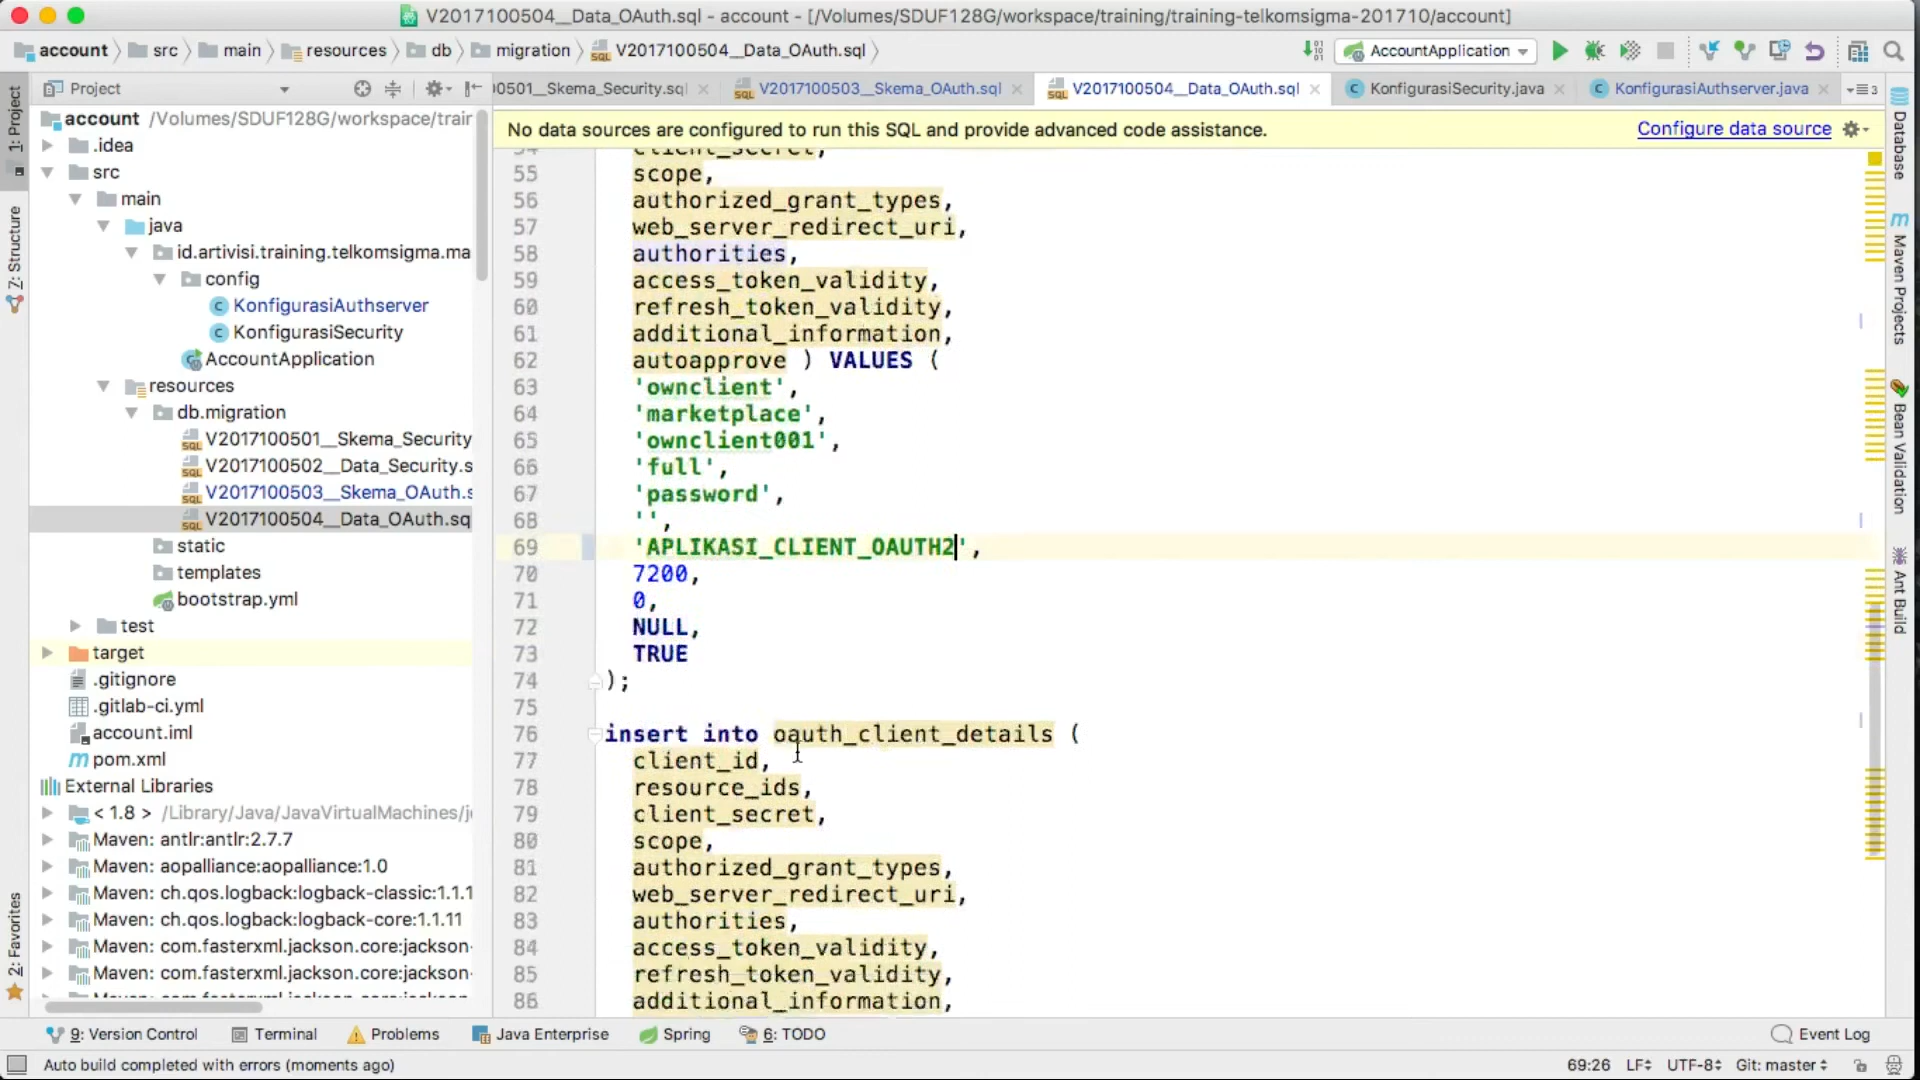 V2017100504__Data_OAuth.sql - account - [/Volumes/SDUF128G/workspace/training/training-telkomsigma-201710/account]
account src main resources db migration V2017100504__Data_OAuth.sql
AccountApplication
Project
0501__Skema_Security.sql
V2017100503__Skema_OAuth.sql
V2017100504__Data_OAuth.sql
KonfigurasiSecurity.java
KonfigurasiAuthserver.java
3
No data sources are configured to run this SQL and provide advanced code assistance.
Configure data source
1: Project
7: Structure
2: Favorites
account /Volumes/SDUF128G/workspace/train
.idea
src
main
java
id.artivisi.training.telkomsigma.ma
config
KonfigurasiAuthserver
KonfigurasiSecurity
AccountApplication
resources
db.migration
V2017100501__Skema_Security
V2017100502__Data_Security.s
V2017100503__Skema_OAuth.s
V2017100504__Data_OAuth.sq
static
templates
bootstrap.yml
test
target
.gitignore
.gitlab-ci.yml
account.iml
pom.xml
External Libraries
< 1.8 > /Library/Java/JavaVirtualMachines/j
Maven: antlr:antlr:2.7.7
Maven: aopalliance:aopalliance:1.0
Maven: ch.qos.logback:logback-classic:1.1.1
Maven: ch.qos.logback:logback-core:1.1.11
Maven: com.fasterxml.jackson.core:jackson-
Maven: com.fasterxml.jackson.core:jackson-
54 client_secret,
55 scope,
56 authorized_grant_types,
57 web_server_redirect_uri,
58 authorities,
59 access_token_validity,
60 refresh_token_validity,
61 additional_information,
62 autoapprove ) VALUES (
63 'ownclient',
64 'marketplace',
65 'ownclient001',
66 'full',
67 'password',
68 '',
69 'APLIKASI_CLIENT_OAUTH2',
70 7200,
71 0,
72 NULL,
73 TRUE
74 );
75
76 insert into oauth_client_details (
77 client_id,
78 resource_ids,
79 client_secret,
80 scope,
81 authorized_grant_types,
82 web_server_redirect_uri,
83 authorities,
84 access_token_validity,
85 refresh_token_validity,
86 additional_information,
Database
Maven Projects
Bean Validation
Ant Build
9: Version Control
Terminal
Problems
Java Enterprise
Spring
6: TODO
Event Log
Auto build completed with errors (moments ago)
69:26 LF UTF-8 Git: master